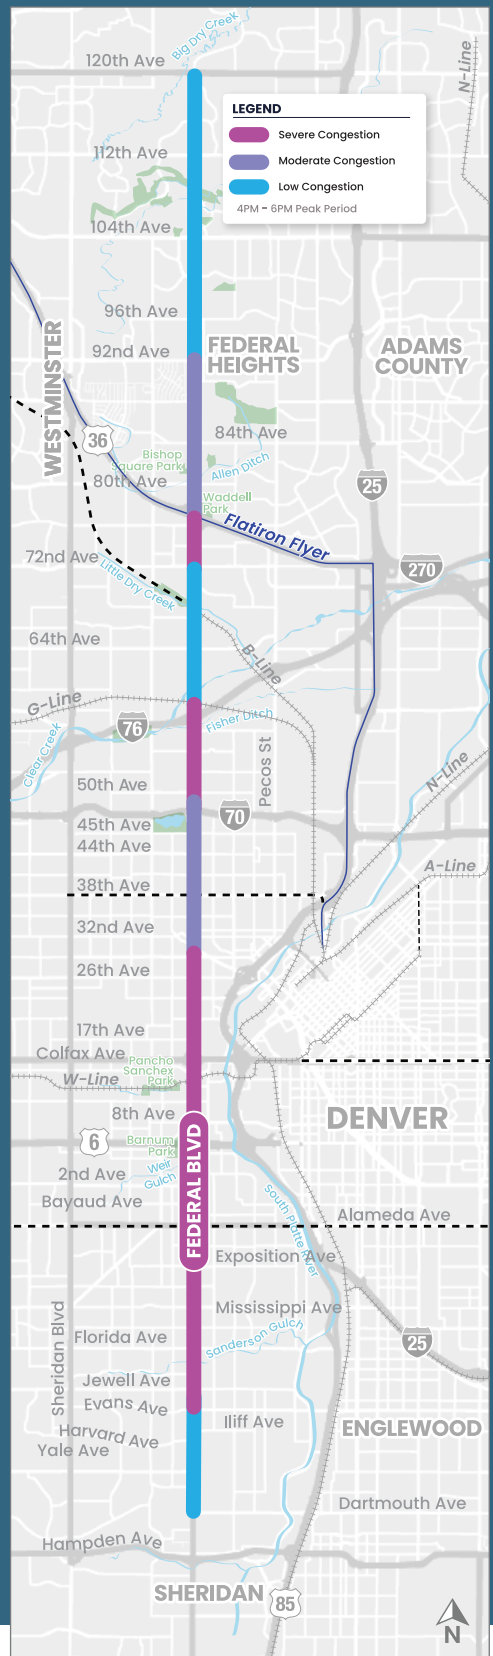 Big Dry Creek
120th Ave
N-Line
LEGEND
Severe Congestion
Moderate Congestion
Low Congestion
4PM – 6PM Peak Period
112th Ave
104th Ave
96th Ave
92nd Ave
FEDERAL
HEIGHTS
ADAMS
COUNTY
WESTMINSTER
84th Ave
36
Bishop
Square Park
Allen Ditch
80th Ave
25
Waddell
Park
Flatiron Flyer
72nd Ave
270
Little Dry Creek
64th Ave
B-Line
G-Line
76
Fisher Ditch
Clear Creek
Pecos St
N-Line
50th Ave
70
45th Ave
44th Ave
A-Line
38th Ave
32nd Ave
26th Ave
17th Ave
Colfax Ave
Pancho
Sanchex
Park
W-Line
8th Ave
DENVER
6
Barnum
Park
FEDERAL BLVD
2nd Ave
Weir
Gulch
Bayaud Ave
South Platte River
Alameda Ave
Exposition Ave
Mississippi Ave
Sheridan Blvd
Florida Ave
Sanderson Gulch
25
Jewell Ave
Evans Ave
Iliff Ave
ENGLEWOOD
Harvard Ave
Yale Ave
Dartmouth Ave
Hampden Ave
SHERIDAN
85
N